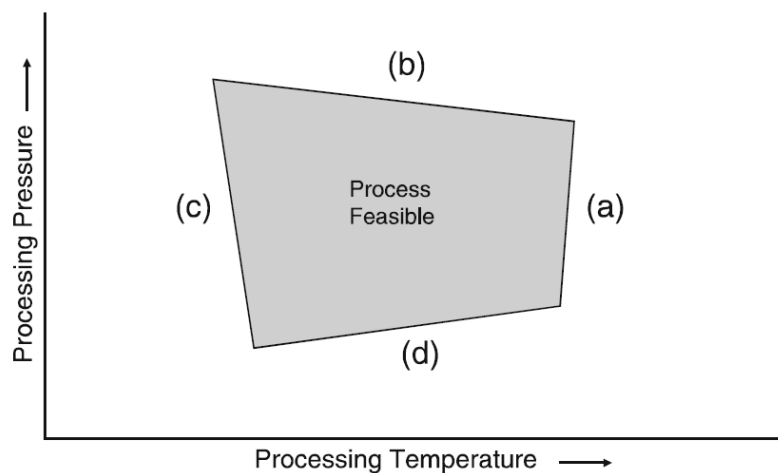 (b)
Process
Feasible
(c)
(a)
(d)
Processing Pressure
Processing Temperature